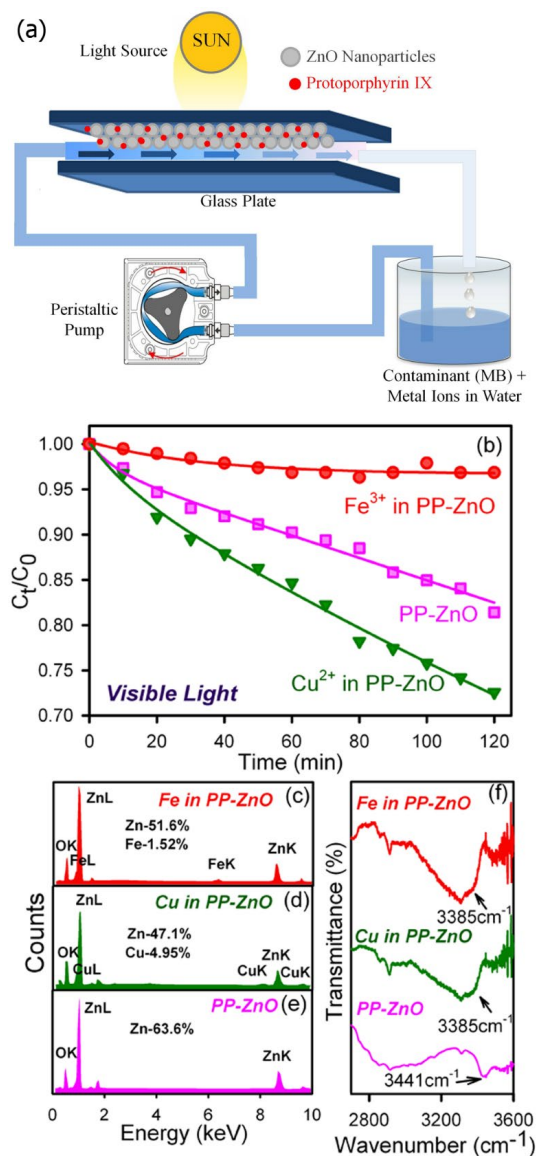 (a)
Light Source
SUN
ZnO Nanoparticles
Protoporphyrin IX
Glass Plate
Peristaltic
Pump
Contaminant (MB) +
Metal Ions in Water
(b)
1.00
0.95
0.90
0.85
0.80
0.75
0.70
Ct/C0
Fe3+ in PP-ZnO
PP-ZnO
Cu2+ in PP-ZnO
Visible Light
0 20 40 60 80 100 120
Time (min)
(c)
Fe in PP-ZnO
ZnL
OK
FeL
Zn-51.6%
Fe-1.52%
FeK
ZnK
(d)
Cu in PP-ZnO
ZnL
OK
CuL
Zn-47.1%
Cu-4.95%
ZnK
CuK
CuK
(e)
PP-ZnO
ZnL
OK
Zn-63.6%
ZnK
Counts
0 2 4 6 8 10
Energy (keV)
(f)
Fe in PP-ZnO
3385cm-1
Cu in PP-ZnO
3385cm-1
PP-ZnO
3441cm-1
Transmittance (%)
2700 3000 3300 3600
Wavenumber (cm-1)